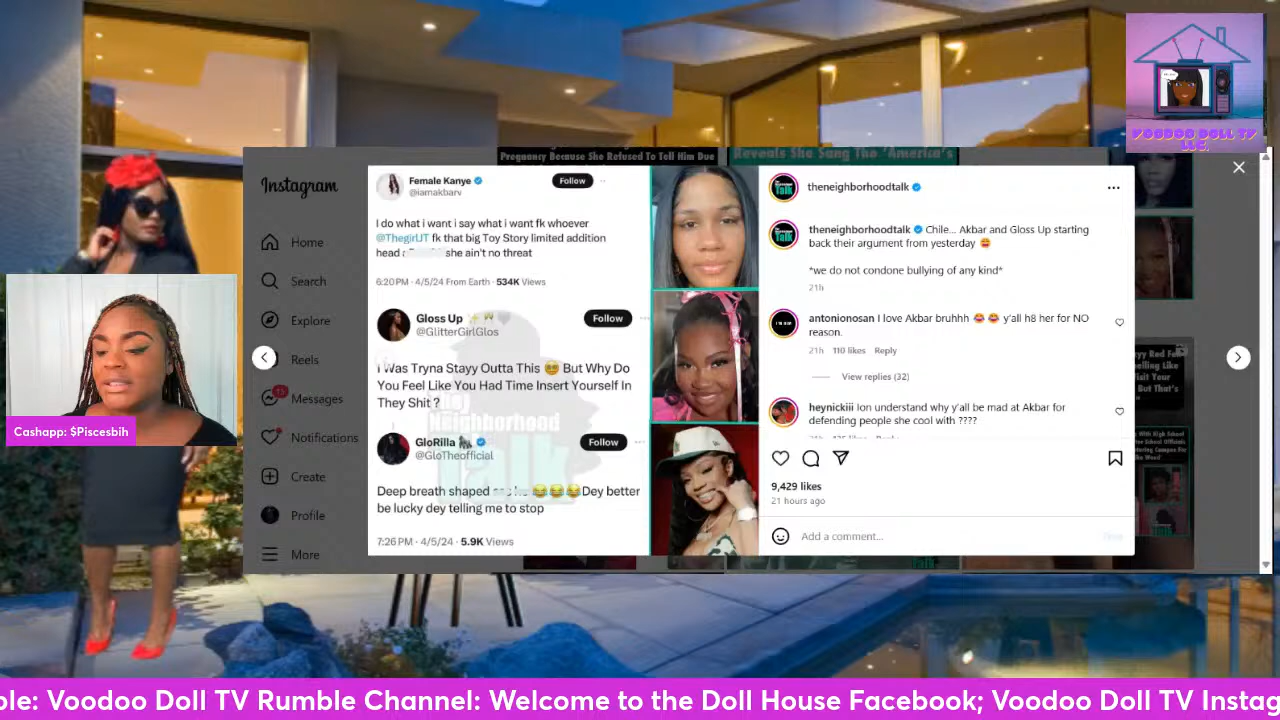 VOODOO DOLL TV
LLC.
Pregnancy Because She Refused To Tell Him Due
Reveals She Sang The 'America's
Instagram
Home
Search
Explore
Reels
15
Messages
Notifications
Create
Profile
More
Female Kanye
@iamakbarv
Follow
I do what i want i say what i want fk whoever
@ThegirlJT fk that big Toy Story limited addition
head she ain't no threat
6:20 PM · 4/5/24 From Earth · 534K Views
Gloss Up
@GlitterGirlGlos
Follow
I Was Tryna Stayy Outta This But Why Do
You Feel Like You Had Time Insert Yourself In
They Shit ?
Neighborhood
GloRilla
@GloTheofficial
Follow
Deep breath shaped Dey better
be lucky dey telling me to stop
7:26 PM · 4/5/24 · 5.9K Views
theneighborhoodtalk
theneighborhoodtalk Chile... Akbar and Gloss Up starting
back their argument from yesterday
*we do not condone bullying of any kind*
21h
antonionosan I love Akbar bruhhh y'all h8 her for NO
reason.
21h 110 likes Reply
View replies (32)
heynickiii Ion understand why y'all be mad at Akbar for
defending people she cool with ????
9,429 likes
21 hours ago
Add a comment...
Cashapp: $Piscesbih
ole: Voodoo Doll TV Rumble Channel: Welcome to the Doll House Facebook; Voodoo Doll TV Instag